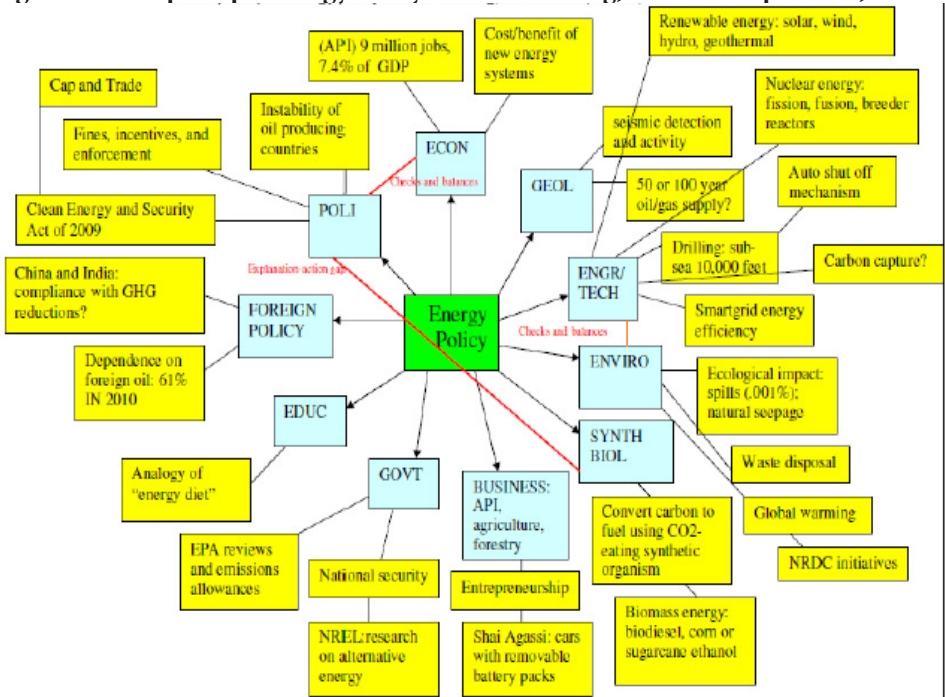 Renewable energy: solar, wind,
hydro, geothermal
(API) 9 million jobs,
7.4% of GDP
Cost/benefit of
new energy
systems
Cap and Trade
Instability of
oil producing
countries
Nuclear energy:
fission, fusion, breeder
reactors
Fines, incentives, and
enforcement
ECON
seismic detection
and activity
Checks and balances
GEOL
Auto shut off
mechanism
POLI
50 or 100 year
oil/gas supply?
Clean Energy and Security
Act of 2009
Explanation-action gap
ENGR/
TECH
Drilling: sub-
sea 10,000 feet
Carbon capture?
China and India:
compliance with GHG
reductions?
FOREIGN
POLICY
Energy
Policy
Checks and balances
Smartgrid energy
efficiency
ENVIRO
Dependence on
foreign oil: 61%
IN 2010
Ecological impact:
spills (.001%);
natural seepage
EDUC
SYNTH
BIOL
Analogy of
“energy diet”
GOVT
BUSINESS:
API,
agriculture,
forestry
Waste disposal
Convert carbon to
fuel using CO2-
eating synthetic
organism
Global warming
EPA reviews
and emissions
allowances
NRDC initiatives
Natiional security
Entrepreneurship
Biomass energy:
biodiesel, corn or
sugarcane ethanol
NREL:research
on alternative
energy
Shai Agassi: cars
with removable
battery packs